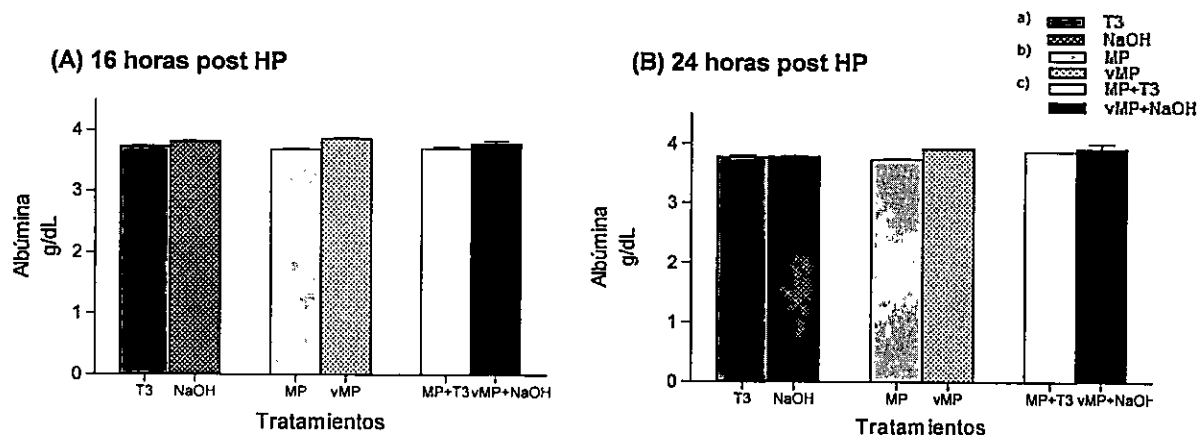 a) T3
NaOH
b) MP
vMP
c) MP+T3
vMP+NaOH
(A) 16 horas post HP
Albúmina
g/dL
4
3
2
1
0
T3 NaOH MP vMP MP+T3 vMP+NaOH
Tratamientos
(B) 24 horas post HP
Albúmina
g/dL
4
3
2
1
0
T3 NaOH MP vMP MP+T3 vMP+NaOH
Tratamientos